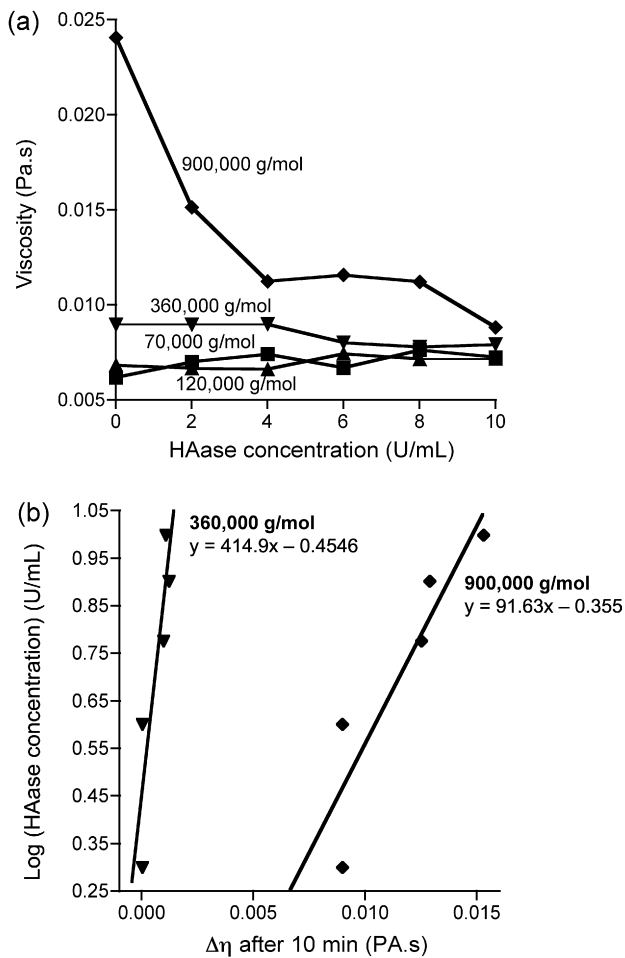 (a)
0.025
0.020
0.015
0.010
0.005
Viscosity (Pa.s)
900,000 g/mol
360,000 g/mol
70,000 g/mol
120,000 g/mol
0 2 4 6 8 10
HAase concentration (U/mL)
(b)
1.05
0.95
0.85
0.75
0.65
0.55
0.45
0.35
0.25
Log (HAase concentration) (U/mL)
360,000 g/mol
y = 414.9x – 0.4546
900,000 g/mol
y = 91.63x – 0.355
0.000 0.005 0.010 0.015
Δη after 10 min (PA.s)